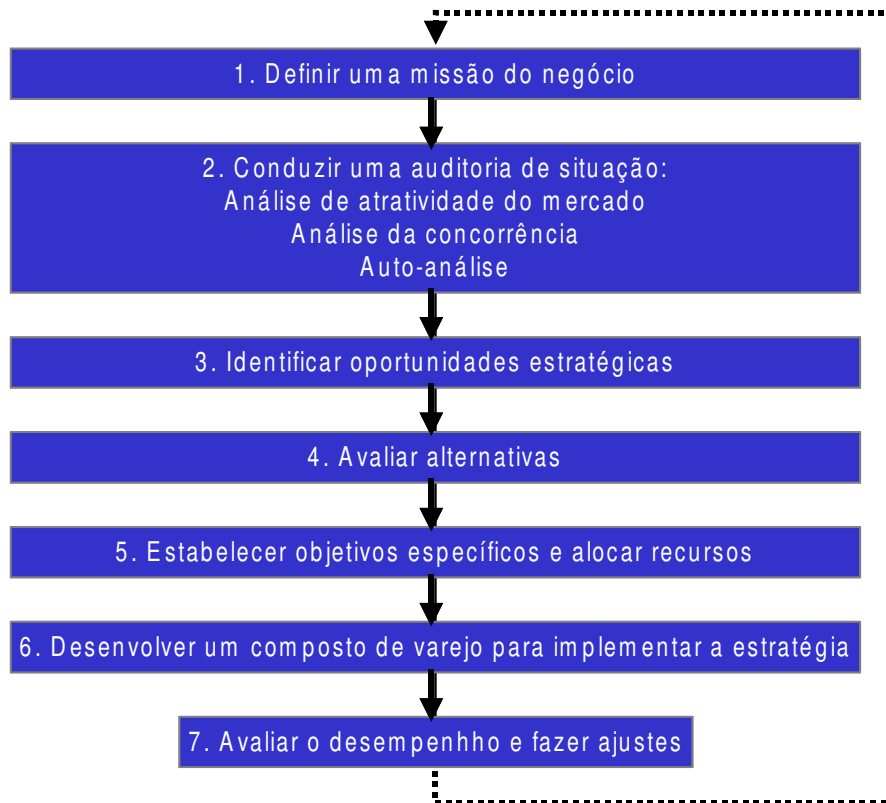 1. Definir uma missão do negócio
2. Conduzir uma auditoria de situação:
Análise de atratividade do mercado
Análise da concorrência
Auto-análise
3. Identificar oportunidades estratégicas
4. Avaliar alternativas
5. Estabelecer objetivos específicos e alocar recursos
6. Desenvolver um composto de varejo para implementar a estratégia
7. Avaliar o desempenhho e fazer ajustes